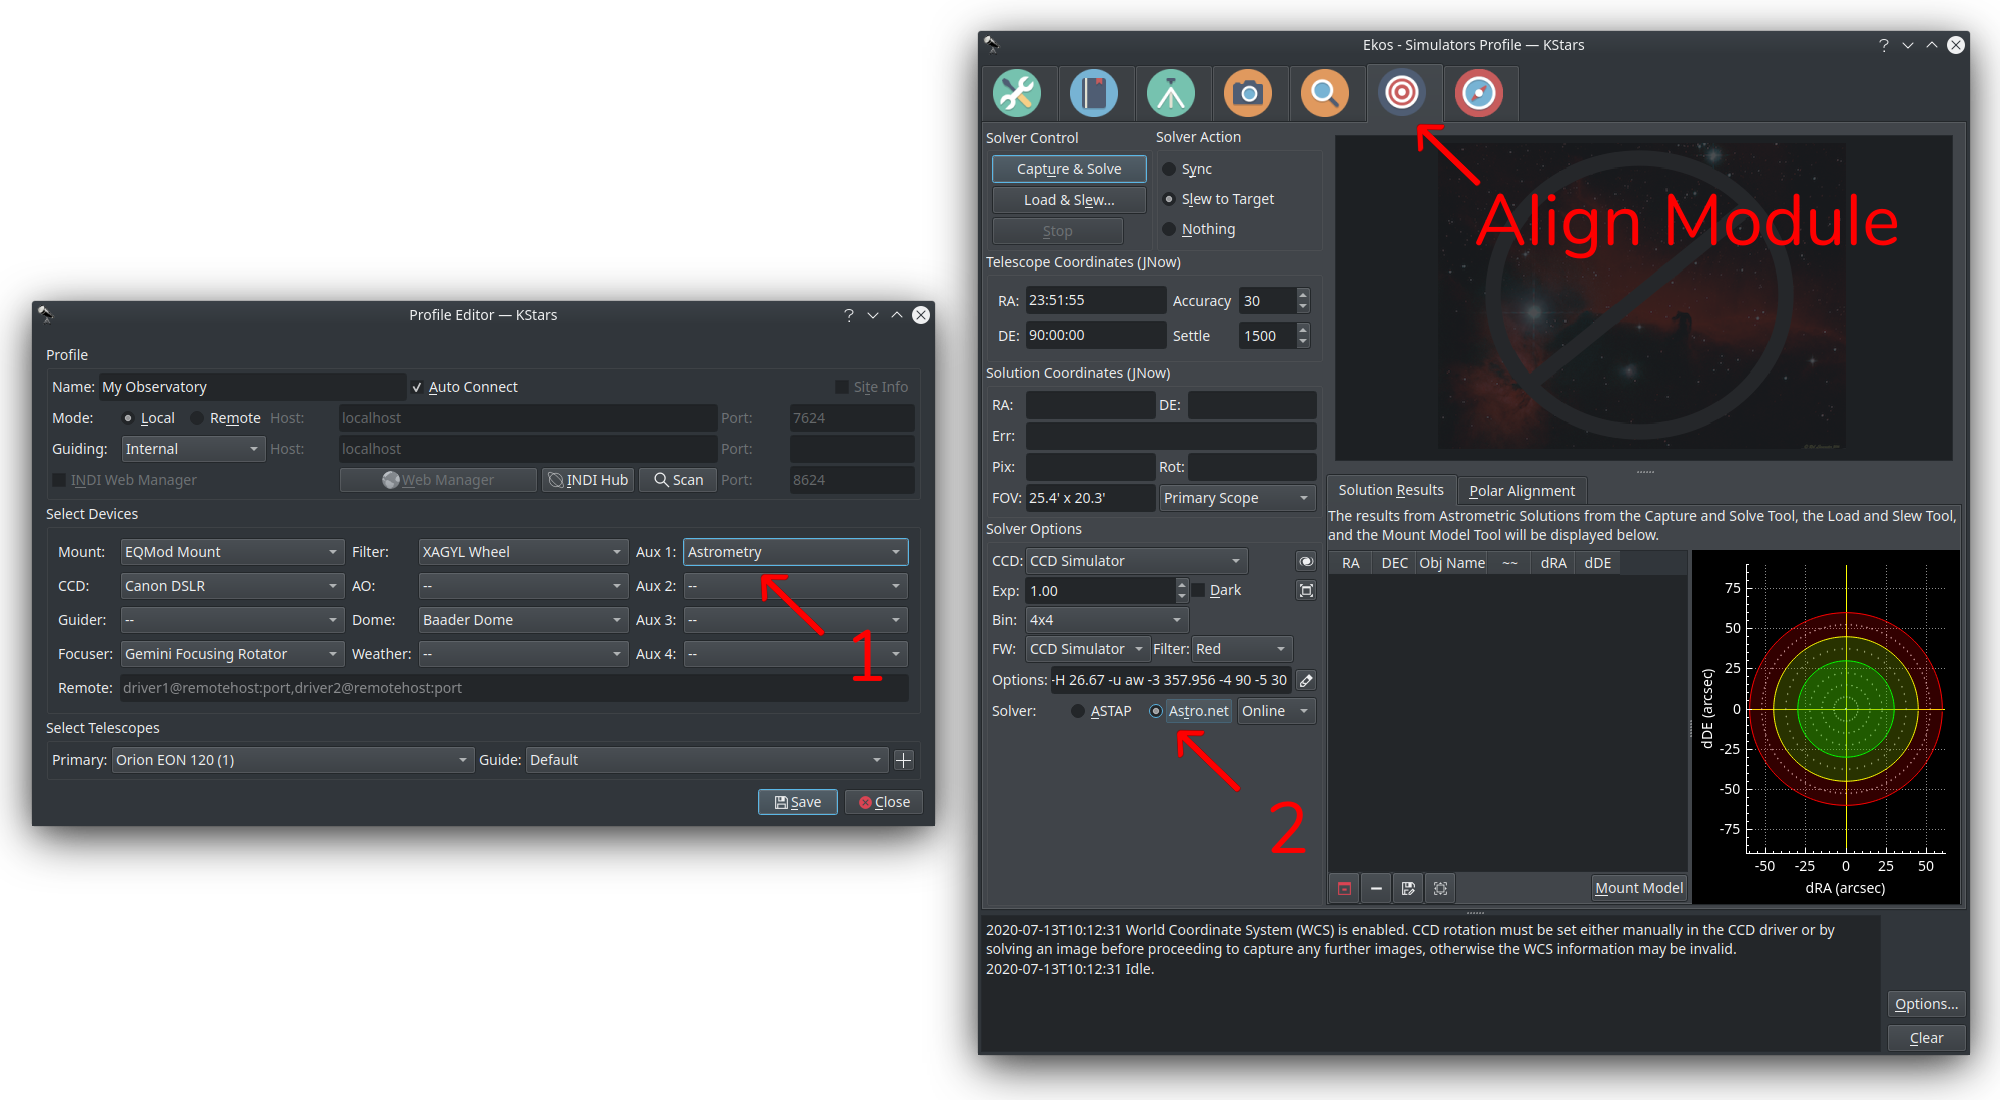 Profile Editor — KStars
Profile
Name: My Observatory Auto Connect Site Info
Mode: Local Remote Host: localhost Port: 7624
Guiding: Internal Host: localhost Port:
INDI Web Manager Web Manager INDI Hub Scan Port: 8624
Select Devices
Mount: EQMod Mount Filter: XAGYL Wheel Aux 1: Astrometry
CCD: Canon DSLR AO: -- Aux 2: --
Guider: -- Dome: Baader Dome Aux 3: --
Focuser: Gemini Focusing Rotator Weather: -- Aux 4: --
1
Remote: driver1@remotehost:port,driver2@remotehost:port
Select Telescopes
Primary: Orion EON 120 (1) Guide: Default
Save Close
Ekos - Simulators Profile — KStars
Solver Control Solver Action
Capture & Solve Sync
Load & Slew... Slew to Target
Stop Nothing
Align Module
Telescope Coordinates (JNow)
RA: 23:51:55 Accuracy 30
DE: 90:00:00 Settle 1500
Solution Coordinates (JNow)
RA: DE:
Err:
Pix: Rot:
FOV: 25.4' x 20.3' Primary Scope
Solver Options
CCD: CCD Simulator
Exp: 1.00 Dark
Bin: 4x4
FW: CCD Simulator Filter: Red
Options: -H 26.67 -u aw -3 357.956 -4 90 -5 30
Solver: ASTAP Astro.net Online
2
Solution Results Polar Alignment
The results from Astrometric Solutions from the Capture and Solve Tool, the Load and Slew Tool,
and the Mount Model Tool will be displayed below.
RA DEC Obj Name ~~ dRA dDE
75
50
25
0
-25
-50
-75
dDE (arcsec)
-50 -25 0 25 50
dRA (arcsec)
Mount Model
2020-07-13T10:12:31 World Coordinate System (WCS) is enabled. CCD rotation must be set either manually in the CCD driver or by
solving an image before proceeding to capture any further images, otherwise the WCS information may be invalid.
2020-07-13T10:12:31 Idle.
Options...
Clear